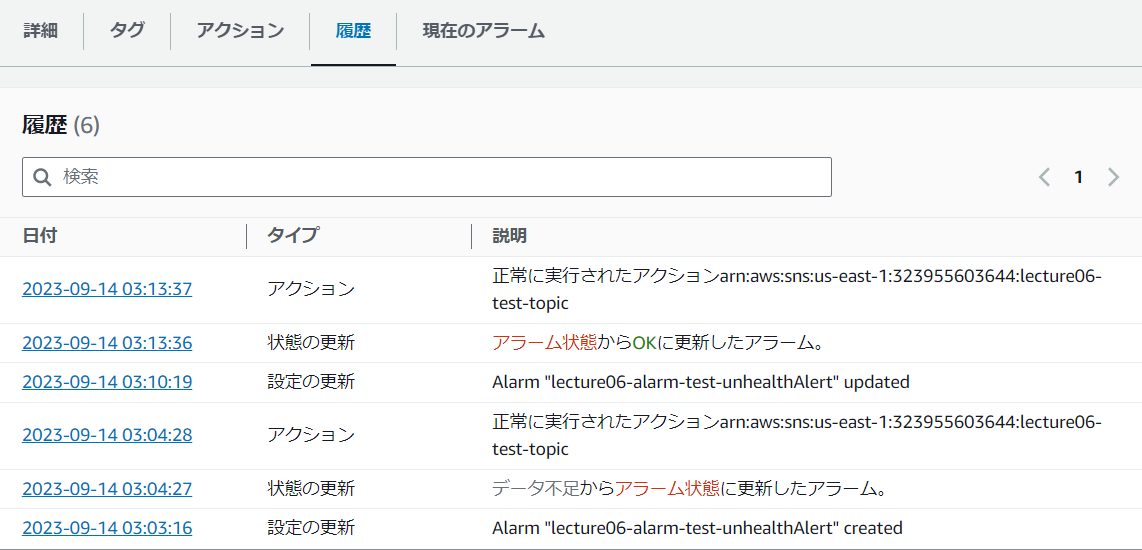 詳細 タグ アクション 履歴 現在のアラーム
履歴 (6)
検索
1
日付 タイプ 説明
2023-09-14 03:13:37 アクション 正常に実行されたアクションarn:aws:sns:us-east-1:323955603644:lecture06-
test-topic
2023-09-14 03:13:36 状態の更新 アラーム状態からOKに更新したアラーム。
2023-09-14 03:10:19 設定の更新 Alarm "lecture06-alarm-test-unhealthAlert" updated
2023-09-14 03:04:28 アクション 正常に実行されたアクションarn:aws:sns:us-east-1:323955603644:lecture06-
test-topic
2023-09-14 03:04:27 状態の更新 データ不足からアラーム状態に更新したアラーム。
2023-09-14 03:03:16 設定の更新 Alarm "lecture06-alarm-test-unhealthAlert" created